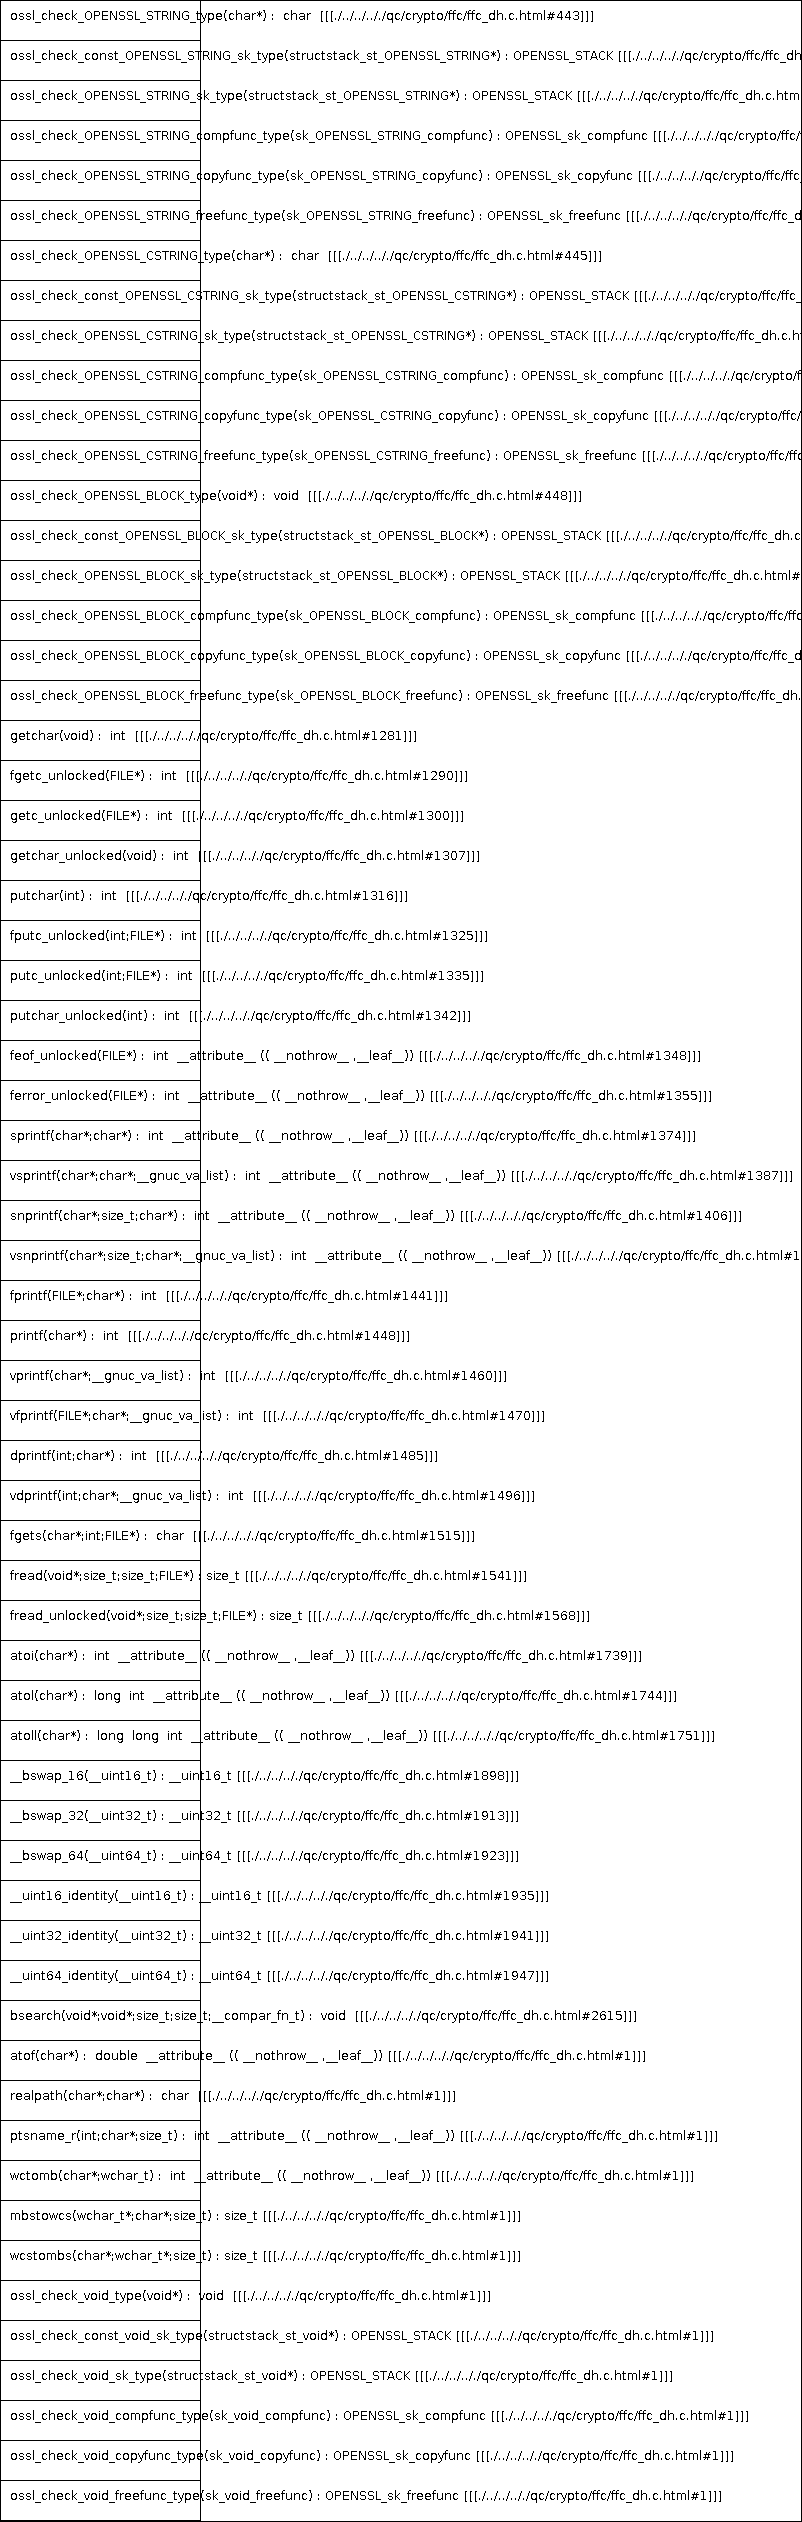 ossl_check_OPENSSL_STRING_type(char*) :  char  [[[./../../../../qc/crypto/ffc/ffc_dh.c.html#443]]]
ossl_check_const_OPENSSL_STRING_sk_type(structstack_st_OPENSSL_STRING*) : OPENSSL_STACK [[[./../../../../qc/crypto/ffc/ffc_dh
ossl_check_OPENSSL_STRING_sk_type(structstack_st_OPENSSL_STRING*) : OPENSSL_STACK [[[./../../../../qc/crypto/ffc/ffc_dh.c.htm
ossl_check_OPENSSL_STRING_compfunc_type(sk_OPENSSL_STRING_compfunc) : OPENSSL_sk_compfunc [[[./../../../../qc/crypto/ffc/
ossl_check_OPENSSL_STRING_copyfunc_type(sk_OPENSSL_STRING_copyfunc) : OPENSSL_sk_copyfunc [[[./../../../../qc/crypto/ffc/ffc_
ossl_check_OPENSSL_STRING_freefunc_type(sk_OPENSSL_STRING_freefunc) : OPENSSL_sk_freefunc [[[./../../../../qc/crypto/ffc/ffc_d
ossl_check_OPENSSL_CSTRING_type(char*) :  char  [[[./../../../../qc/crypto/ffc/ffc_dh.c.html#445]]]
ossl_check_const_OPENSSL_CSTRING_sk_type(structstack_st_OPENSSL_CSTRING*) : OPENSSL_STACK [[[./../../../../qc/crypto/ffc/ffc_
ossl_check_OPENSSL_CSTRING_sk_type(structstack_st_OPENSSL_CSTRING*) : OPENSSL_STACK [[[./../../../../qc/crypto/ffc/ffc_dh.c.h
ossl_check_OPENSSL_CSTRING_compfunc_type(sk_OPENSSL_CSTRING_compfunc) : OPENSSL_sk_compfunc [[[./../../../../qc/crypto/f
ossl_check_OPENSSL_CSTRING_copyfunc_type(sk_OPENSSL_CSTRING_copyfunc) : OPENSSL_sk_copyfunc [[[./../../../../qc/crypto/ffc/
ossl_check_OPENSSL_CSTRING_freefunc_type(sk_OPENSSL_CSTRING_freefunc) : OPENSSL_sk_freefunc [[[./../../../../qc/crypto/ffc/ffc
ossl_check_OPENSSL_BLOCK_type(void*) :  void  [[[./../../../../qc/crypto/ffc/ffc_dh.c.html#448]]]
ossl_check_const_OPENSSL_BLOCK_sk_type(structstack_st_OPENSSL_BLOCK*) : OPENSSL_STACK [[[./../../../../qc/crypto/ffc/ffc_dh.c
ossl_check_OPENSSL_BLOCK_sk_type(structstack_st_OPENSSL_BLOCK*) : OPENSSL_STACK [[[./../../../../qc/crypto/ffc/ffc_dh.c.html#
ossl_check_OPENSSL_BLOCK_compfunc_type(sk_OPENSSL_BLOCK_compfunc) : OPENSSL_sk_compfunc [[[./../../../../qc/crypto/ffc/ffc
ossl_check_OPENSSL_BLOCK_copyfunc_type(sk_OPENSSL_BLOCK_copyfunc) : OPENSSL_sk_copyfunc [[[./../../../../qc/crypto/ffc/ffc_d
ossl_check_OPENSSL_BLOCK_freefunc_type(sk_OPENSSL_BLOCK_freefunc) : OPENSSL_sk_freefunc [[[./../../../../qc/crypto/ffc/ffc_dh.
getchar(void) :  int  [[[./../../../../qc/crypto/ffc/ffc_dh.c.html#1281]]]
fgetc_unlocked(FILE*) :  int  [[[./../../../../qc/crypto/ffc/ffc_dh.c.html#1290]]]
getc_unlocked(FILE*) :  int  [[[./../../../../qc/crypto/ffc/ffc_dh.c.html#1300]]]
getchar_unlocked(void) :  int  [[[./../../../../qc/crypto/ffc/ffc_dh.c.html#1307]]]
putchar(int) :  int  [[[./../../../../qc/crypto/ffc/ffc_dh.c.html#1316]]]
fputc_unlocked(int;FILE*) :  int  [[[./../../../../qc/crypto/ffc/ffc_dh.c.html#1325]]]
putc_unlocked(int;FILE*) :  int  [[[./../../../../qc/crypto/ffc/ffc_dh.c.html#1335]]]
putchar_unlocked(int) :  int  [[[./../../../../qc/crypto/ffc/ffc_dh.c.html#1342]]]
feof_unlocked(FILE*) :  int  __attribute__ (( __nothrow__ ,__leaf__)) [[[./../../../../qc/crypto/ffc/ffc_dh.c.html#1348]]]
ferror_unlocked(FILE*) :  int  __attribute__ (( __nothrow__ ,__leaf__)) [[[./../../../../qc/crypto/ffc/ffc_dh.c.html#1355]]]
sprintf(char*;char*) :  int  __attribute__ (( __nothrow__ ,__leaf__)) [[[./../../../../qc/crypto/ffc/ffc_dh.c.html#1374]]]
vsprintf(char*;char*;__gnuc_va_list) :  int  __attribute__ (( __nothrow__ ,__leaf__)) [[[./../../../../qc/crypto/ffc/ffc_dh.c.html#1387]]]
snprintf(char*;size_t;char*) :  int  __attribute__ (( __nothrow__ ,__leaf__)) [[[./../../../../qc/crypto/ffc/ffc_dh.c.html#1406]]]
vsnprintf(char*;size_t;char*;__gnuc_va_list) :  int  __attribute__ (( __nothrow__ ,__leaf__)) [[[./../../../../qc/crypto/ffc/ffc_dh.c.html#1
fprintf(FILE*;char*) :  int  [[[./../../../../qc/crypto/ffc/ffc_dh.c.html#1441]]]
printf(char*) :  int  [[[./../../../../qc/crypto/ffc/ffc_dh.c.html#1448]]]
vprintf(char*;__gnuc_va_list) :  int  [[[./../../../../qc/crypto/ffc/ffc_dh.c.html#1460]]]
vfprintf(FILE*;char*;__gnuc_va_list) :  int  [[[./../../../../qc/crypto/ffc/ffc_dh.c.html#1470]]]
dprintf(int;char*) :  int  [[[./../../../../qc/crypto/ffc/ffc_dh.c.html#1485]]]
vdprintf(int;char*;__gnuc_va_list) :  int  [[[./../../../../qc/crypto/ffc/ffc_dh.c.html#1496]]]
fgets(char*;int;FILE*) :  char  [[[./../../../../qc/crypto/ffc/ffc_dh.c.html#1515]]]
fread(void*;size_t;size_t;FILE*) : size_t [[[./../../../../qc/crypto/ffc/ffc_dh.c.html#1541]]]
fread_unlocked(void*;size_t;size_t;FILE*) : size_t [[[./../../../../qc/crypto/ffc/ffc_dh.c.html#1568]]]
atoi(char*) :  int  __attribute__ (( __nothrow__ ,__leaf__)) [[[./../../../../qc/crypto/ffc/ffc_dh.c.html#1739]]]
atol(char*) :  long  int  __attribute__ (( __nothrow__ ,__leaf__)) [[[./../../../../qc/crypto/ffc/ffc_dh.c.html#1744]]]
atoll(char*) :  long  long  int  __attribute__ (( __nothrow__ ,__leaf__)) [[[./../../../../qc/crypto/ffc/ffc_dh.c.html#1751]]]
__bswap_16(__uint16_t) : __uint16_t [[[./../../../../qc/crypto/ffc/ffc_dh.c.html#1898]]]
__bswap_32(__uint32_t) : __uint32_t [[[./../../../../qc/crypto/ffc/ffc_dh.c.html#1913]]]
__bswap_64(__uint64_t) : __uint64_t [[[./../../../../qc/crypto/ffc/ffc_dh.c.html#1923]]]
__uint16_identity(__uint16_t) : __uint16_t [[[./../../../../qc/crypto/ffc/ffc_dh.c.html#1935]]]
__uint32_identity(__uint32_t) : __uint32_t [[[./../../../../qc/crypto/ffc/ffc_dh.c.html#1941]]]
__uint64_identity(__uint64_t) : __uint64_t [[[./../../../../qc/crypto/ffc/ffc_dh.c.html#1947]]]
bsearch(void*;void*;size_t;size_t;__compar_fn_t) :  void  [[[./../../../../qc/crypto/ffc/ffc_dh.c.html#2615]]]
atof(char*) :  double  __attribute__ (( __nothrow__ ,__leaf__)) [[[./../../../../qc/crypto/ffc/ffc_dh.c.html#1]]]
realpath(char*;char*) :  char  [[[./../../../../qc/crypto/ffc/ffc_dh.c.html#1]]]
ptsname_r(int;char*;size_t) :  int  __attribute__ (( __nothrow__ ,__leaf__)) [[[./../../../../qc/crypto/ffc/ffc_dh.c.html#1]]]
wctomb(char*;wchar_t) :  int  __attribute__ (( __nothrow__ ,__leaf__)) [[[./../../../../qc/crypto/ffc/ffc_dh.c.html#1]]]
mbstowcs(wchar_t*;char*;size_t) : size_t [[[./../../../../qc/crypto/ffc/ffc_dh.c.html#1]]]
wcstombs(char*;wchar_t*;size_t) : size_t [[[./../../../../qc/crypto/ffc/ffc_dh.c.html#1]]]
ossl_check_void_type(void*) :  void  [[[./../../../../qc/crypto/ffc/ffc_dh.c.html#1]]]
ossl_check_const_void_sk_type(structstack_st_void*) : OPENSSL_STACK [[[./../../../../qc/crypto/ffc/ffc_dh.c.html#1]]]
ossl_check_void_sk_type(structstack_st_void*) : OPENSSL_STACK [[[./../../../../qc/crypto/ffc/ffc_dh.c.html#1]]]
ossl_check_void_compfunc_type(sk_void_compfunc) : OPENSSL_sk_compfunc [[[./../../../../qc/crypto/ffc/ffc_dh.c.html#1]]]
ossl_check_void_copyfunc_type(sk_void_copyfunc) : OPENSSL_sk_copyfunc [[[./../../../../qc/crypto/ffc/ffc_dh.c.html#1]]]
ossl_check_void_freefunc_type(sk_void_freefunc) : OPENSSL_sk_freefunc [[[./../../../../qc/crypto/ffc/ffc_dh.c.html#1]]]